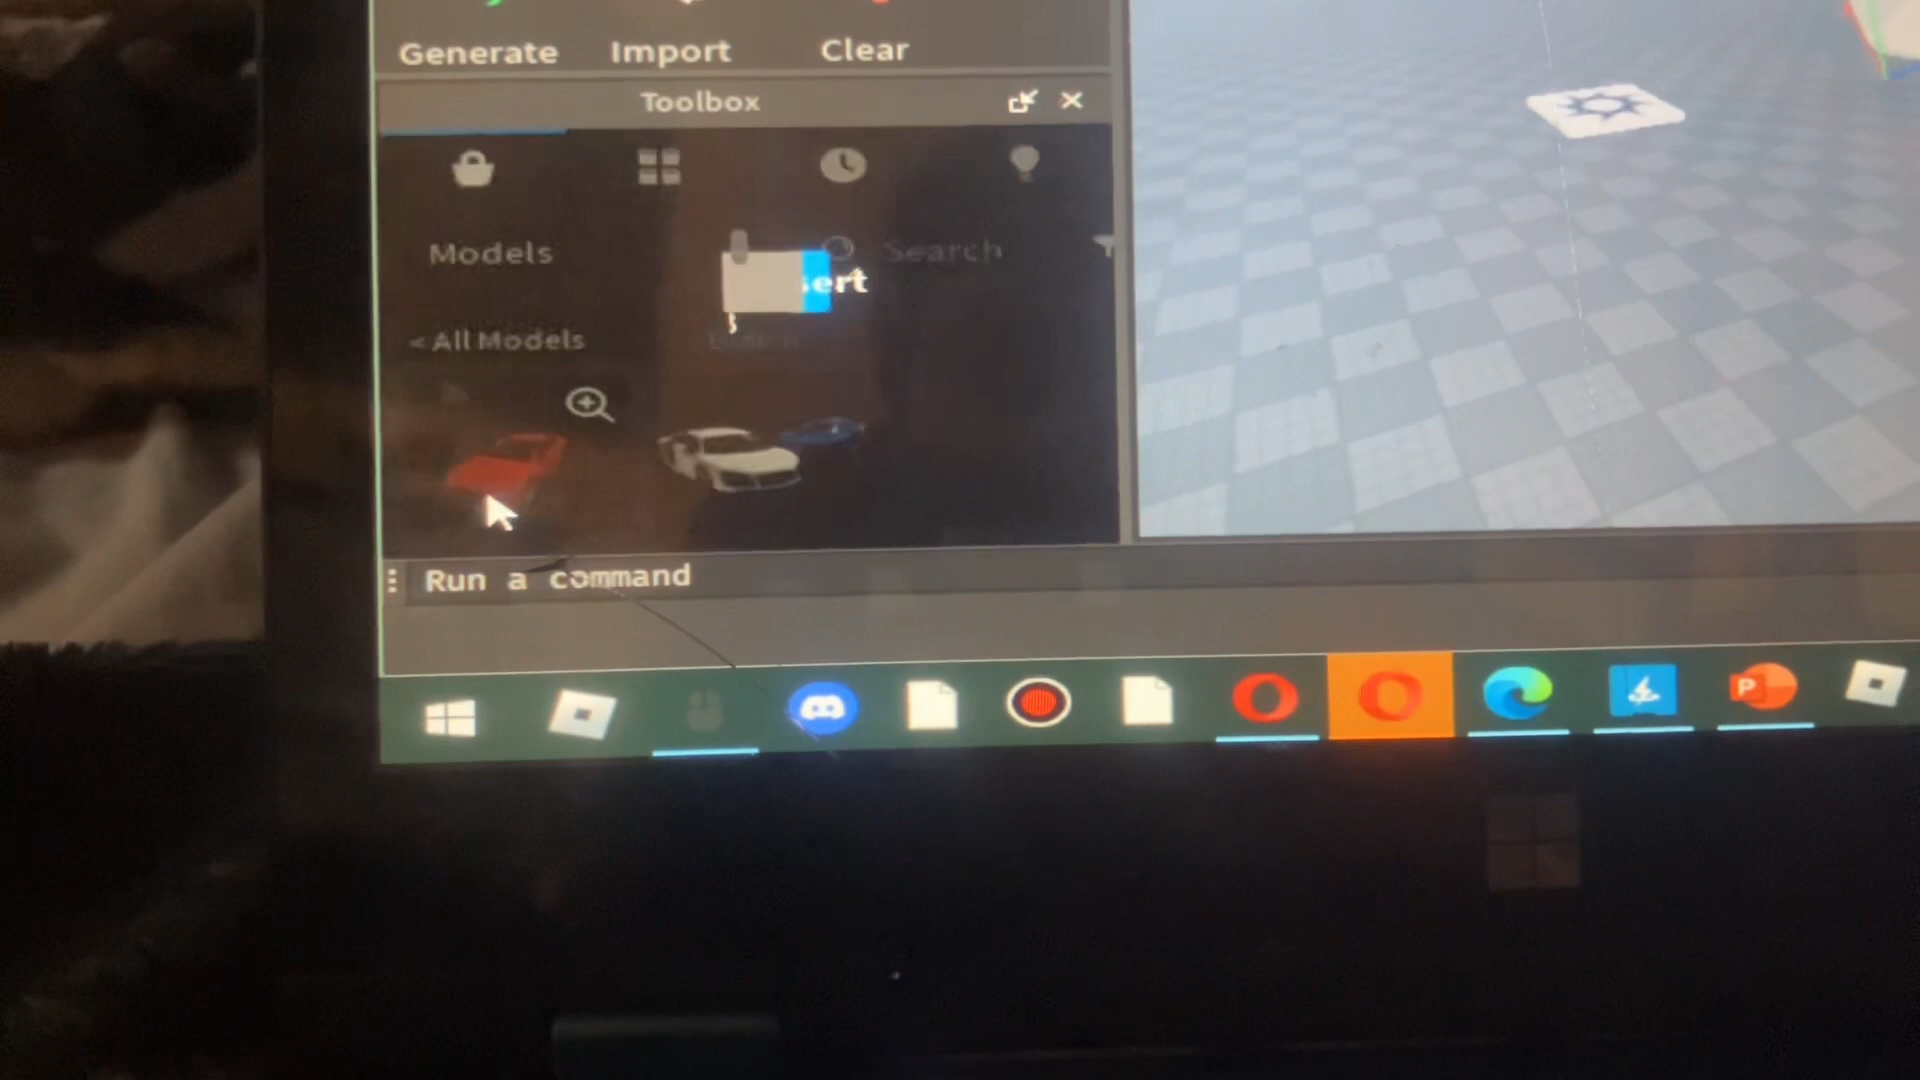 Generate Import Clear
Toolbox
Models
Search
ert
< All Models
Run a command
P